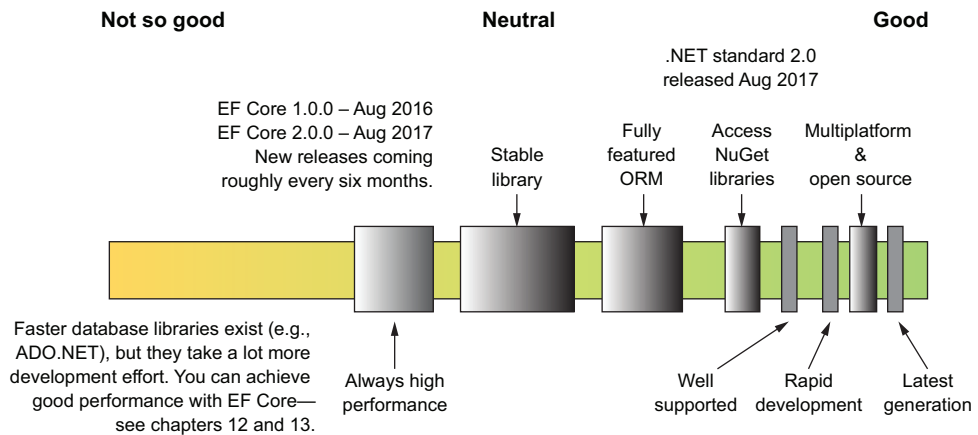 Not so good
Neutral
Good
.NET standard 2.0
released Aug 2017
EF Core 1.0.0 – Aug 2016
EF Core 2.0.0 – Aug 2017
New releases coming
roughly every six months.
Stable
library
Fully
featured
ORM
Access
NuGet
libraries
Multiplatform
&
open source
Faster database libraries exist (e.g.,
ADO.NET), but they take a lot more
development effort. You can achieve
good performance with EF Core—
see chapters 12 and 13.
Always high
performance
Well
supported
Rapid
development
Latest
generation